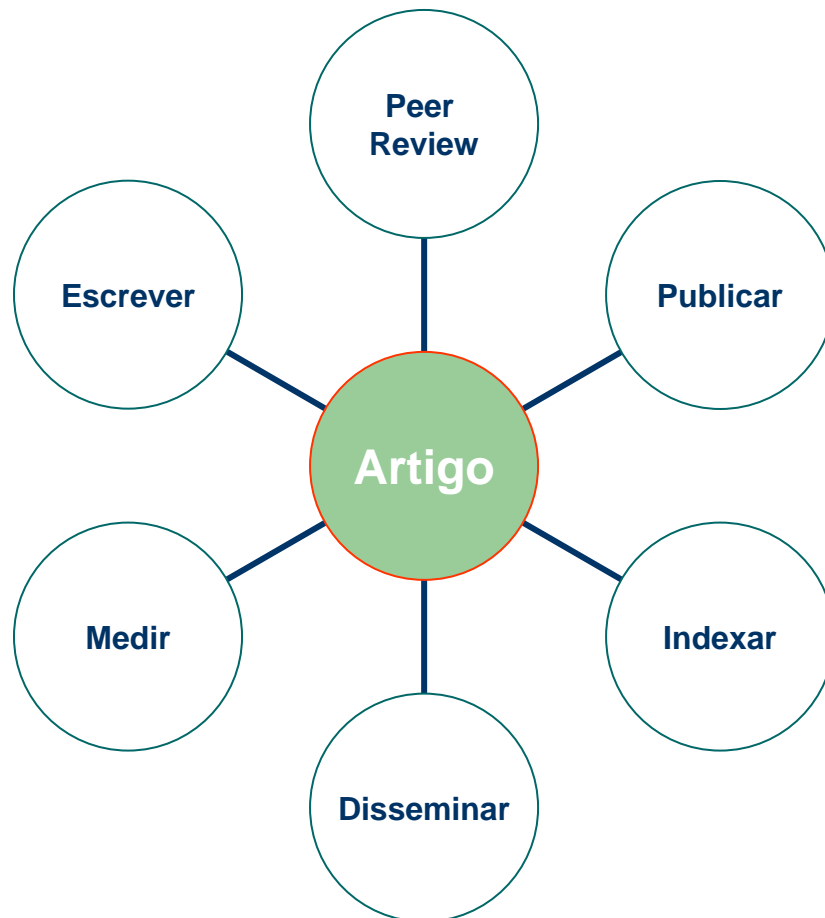 Peer
Review
Escrever
Publicar
Artigo
Medir
Indexar
Disseminar